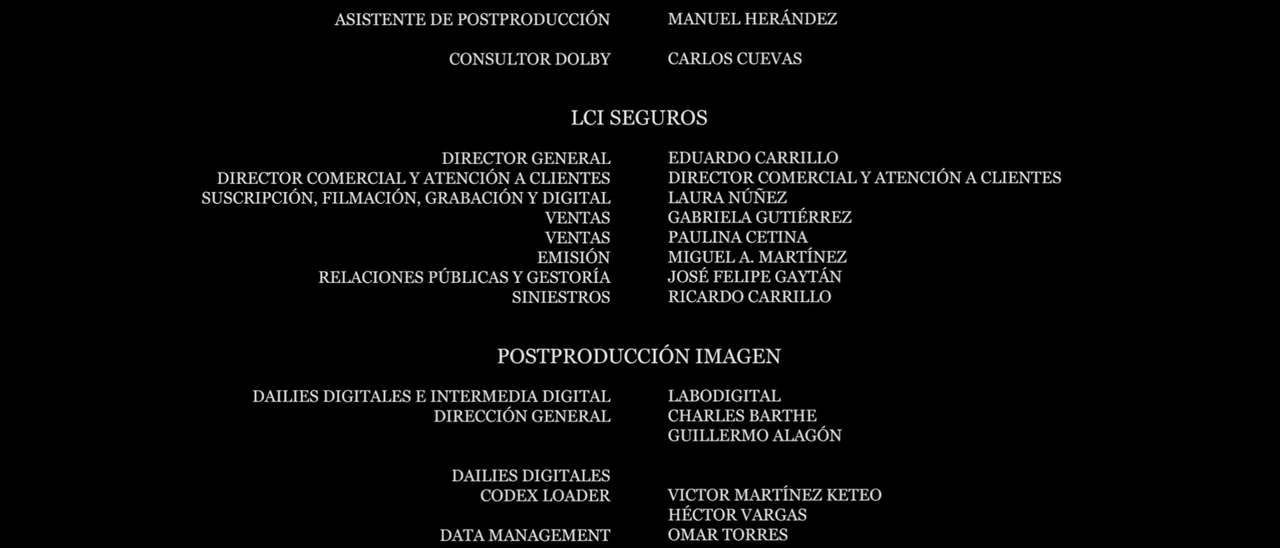 ASISTENTE DE POSTPRODUCCIÓN MANUEL HERÁNDEZ
CONSULTOR DOLBY CARLOS CUEVAS
LCI SEGUROS
DIRECTOR GENERAL EDUARDO CARRILLO
DIRECTOR COMERCIAL Y ATENCIÓN A CLIENTES DIRECTOR COMERCIAL Y ATENCIÓN A CLIENTES
SUSCRIPCIÓN, FILMACIÓN, GRABACIÓN Y DIGITAL LAURA NÚÑEZ
VENTAS GABRIELA GUTIÉRREZ
VENTAS PAULINA CETINA
EMISIÓN MIGUEL A. MARTÍNEZ
RELACIONES PÚBLICAS Y GESTORÍA JOSÉ FELIPE GAYTÁN
SINIESTROS RICARDO CARRILLO
POSTPRODUCCIÓN IMAGEN
DAILIES DIGITALES E INTERMEDIA DIGITAL LABODIGITAL
DIRECCIÓN GENERAL CHARLES BARTHE
GUILLERMO ALAGÓN
DAILIES DIGITALES
CODEX LOADER VICTOR MARTÍNEZ KETEO
HÉCTOR VARGAS
DATA MANAGEMENT OMAR TORRES